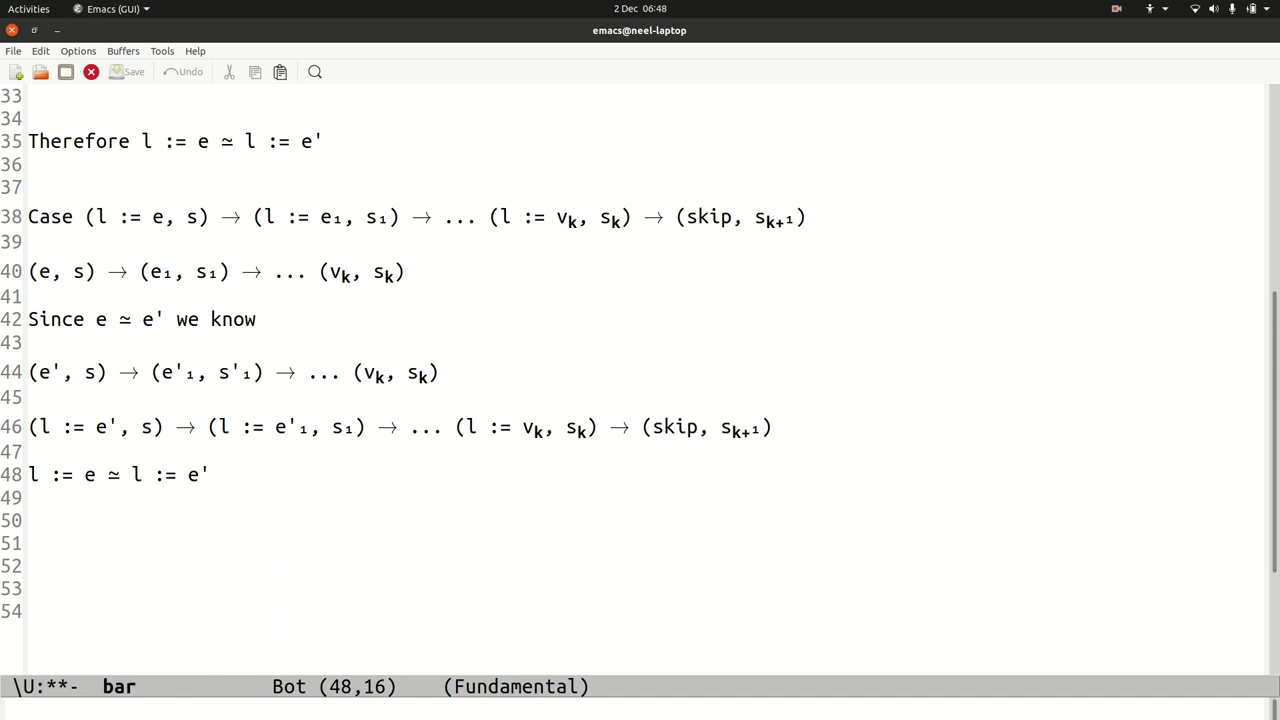 Activities Emacs (GUI) 2 Dec 06:48
emacs@neel-laptop
File Edit Options Buffers Tools Help
Save Undo
33
34
35 Therefore l := e ≃ l := e'
36
37
38 Case (l := e, s) → (l := e₁, s₁) → ... (l := vₖ, sₖ) → (skip, sₖ₊₁)
39
40 (e, s) → (e₁, s₁) → ... (vₖ, sₖ)
41
42 Since e ≃ e' we know
43
44 (e', s) → (e'₁, s'₁) → ... (vₖ, sₖ)
45
46 (l := e', s) → (l := e'₁, s₁) → ... (l := vₖ, sₖ) → (skip, sₖ₊₁)
47
48 l := e ≃ l := e'
49
50
51
52
53
54
\U:**- bar Bot (48,16) (Fundamental)